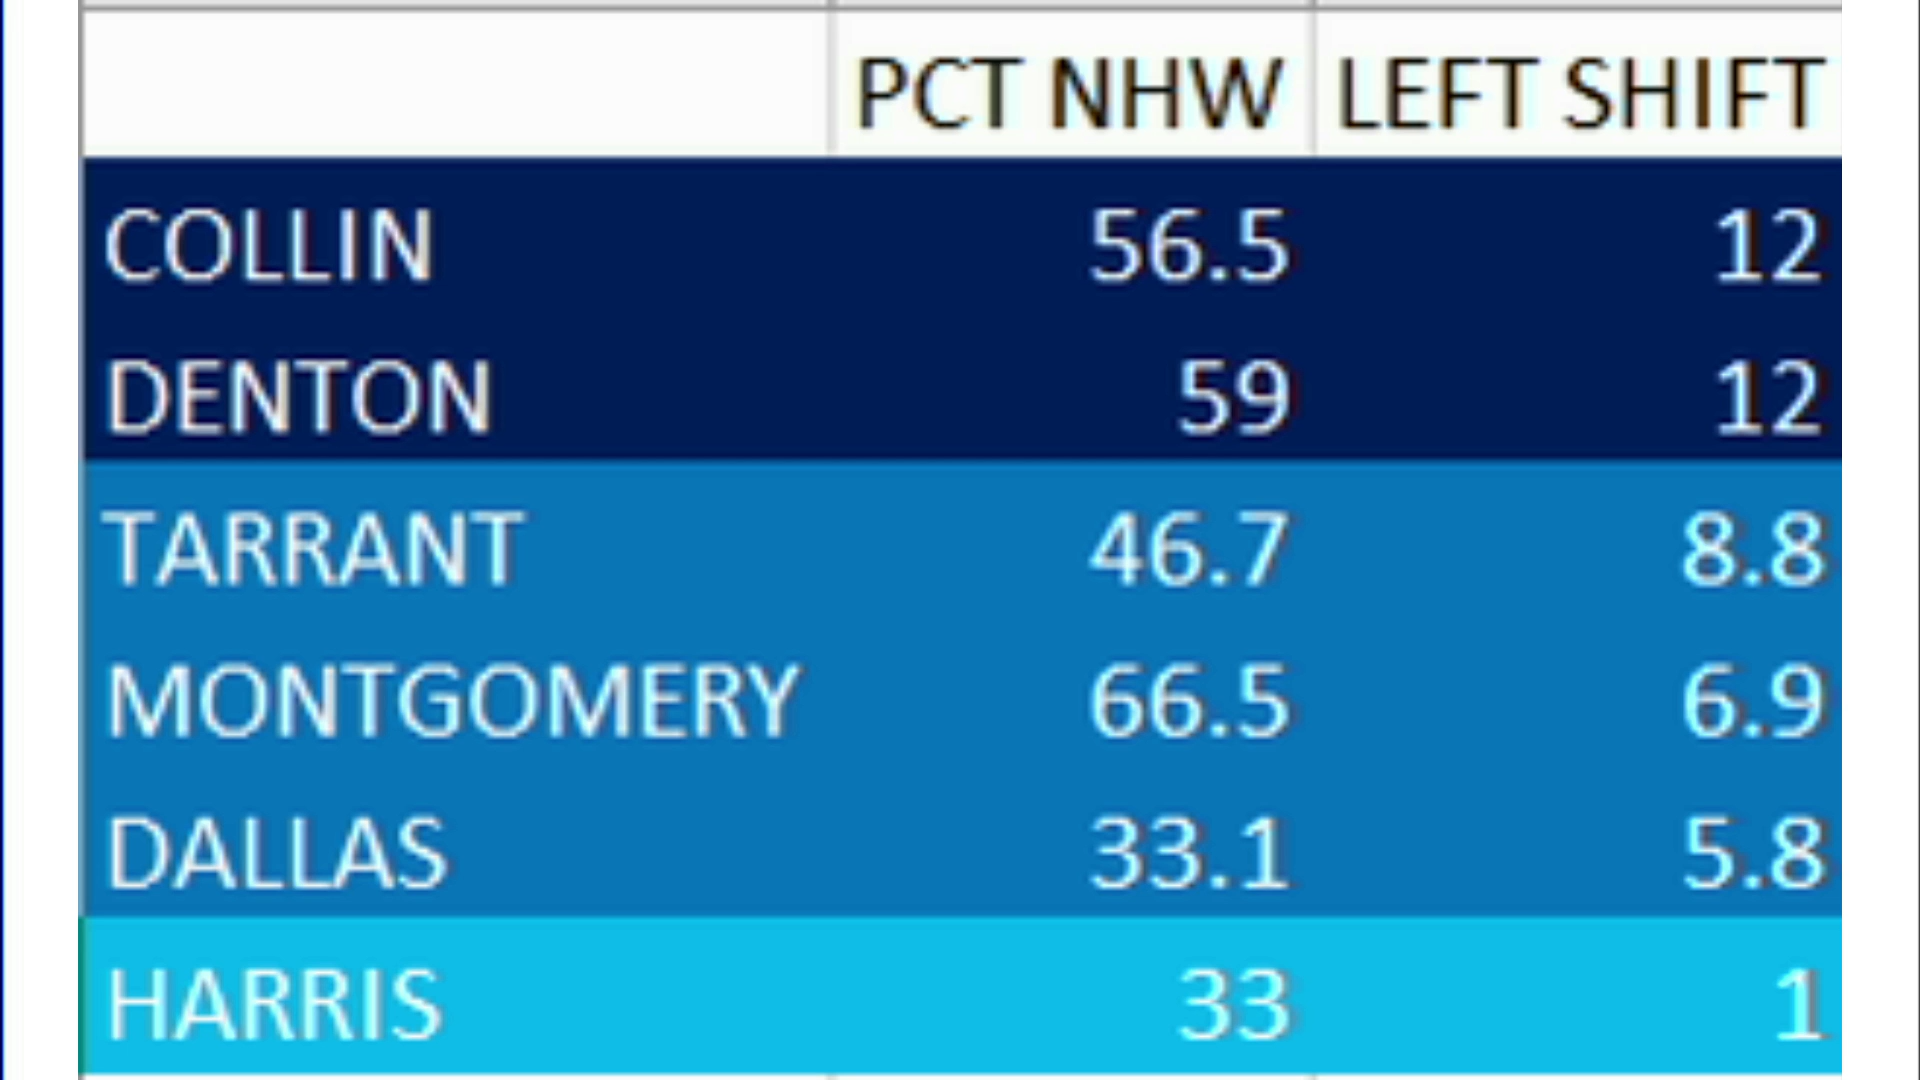 PCT NHW LEFT SHIFT
COLLIN 56.5 12
DENTON 59 12
TARRANT 46.7 8.8
MONTGOMERY 66.5 6.9
DALLAS 33.1 5.8
HARRIS 33 1